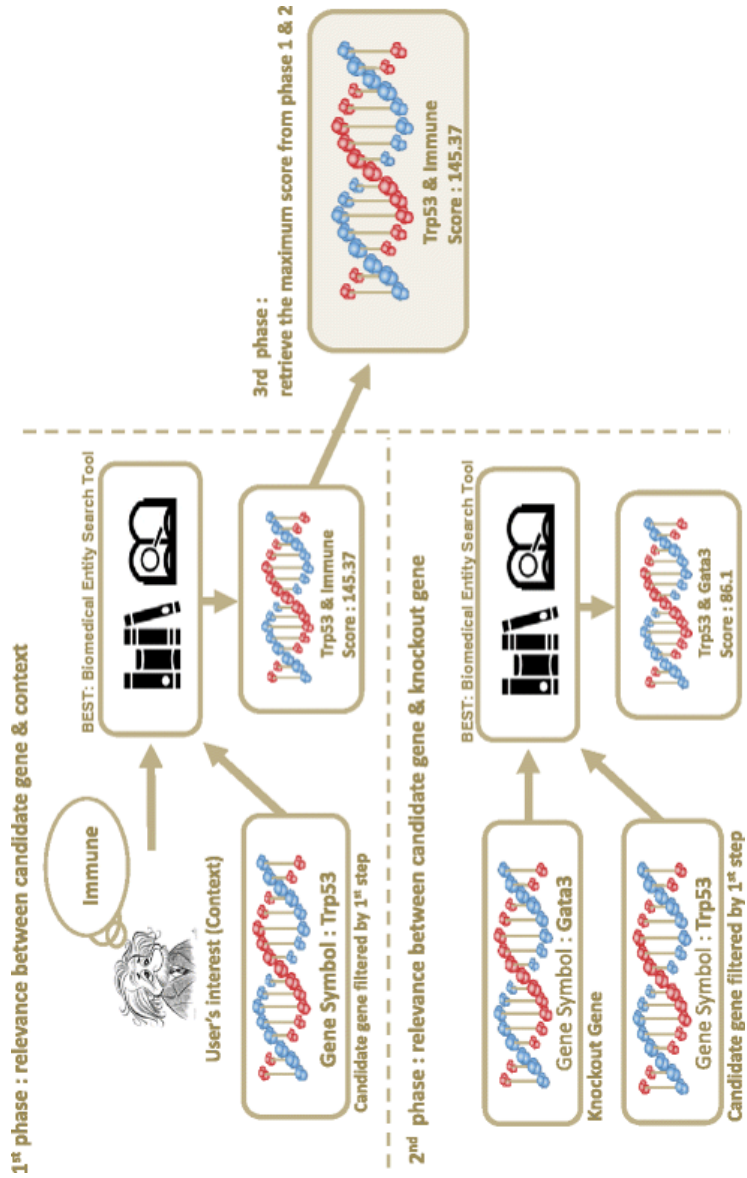 1st phase : relevance between candidate gene & context
Immune
User's interest (Context)
Gene Symbol : Trp53
Candidate gene filtered by 1st step
BEST: Biomedical Entity Search Tool
Trp53 & Immune
Score : 145.37
2nd phase : relevance between candidate gene & knockout gene
Gene Symbol : Gata3
Knockout Gene
Gene Symbol : Trp53
Candidate gene filtered by 1st step
BEST: Biomedical Entity Search Tool
Trp53 & Gata3
Score : 86.1
3rd phase :
retrieve the maximum score from phase 1 & 2
Trp53 & Immune
Score : 145.37